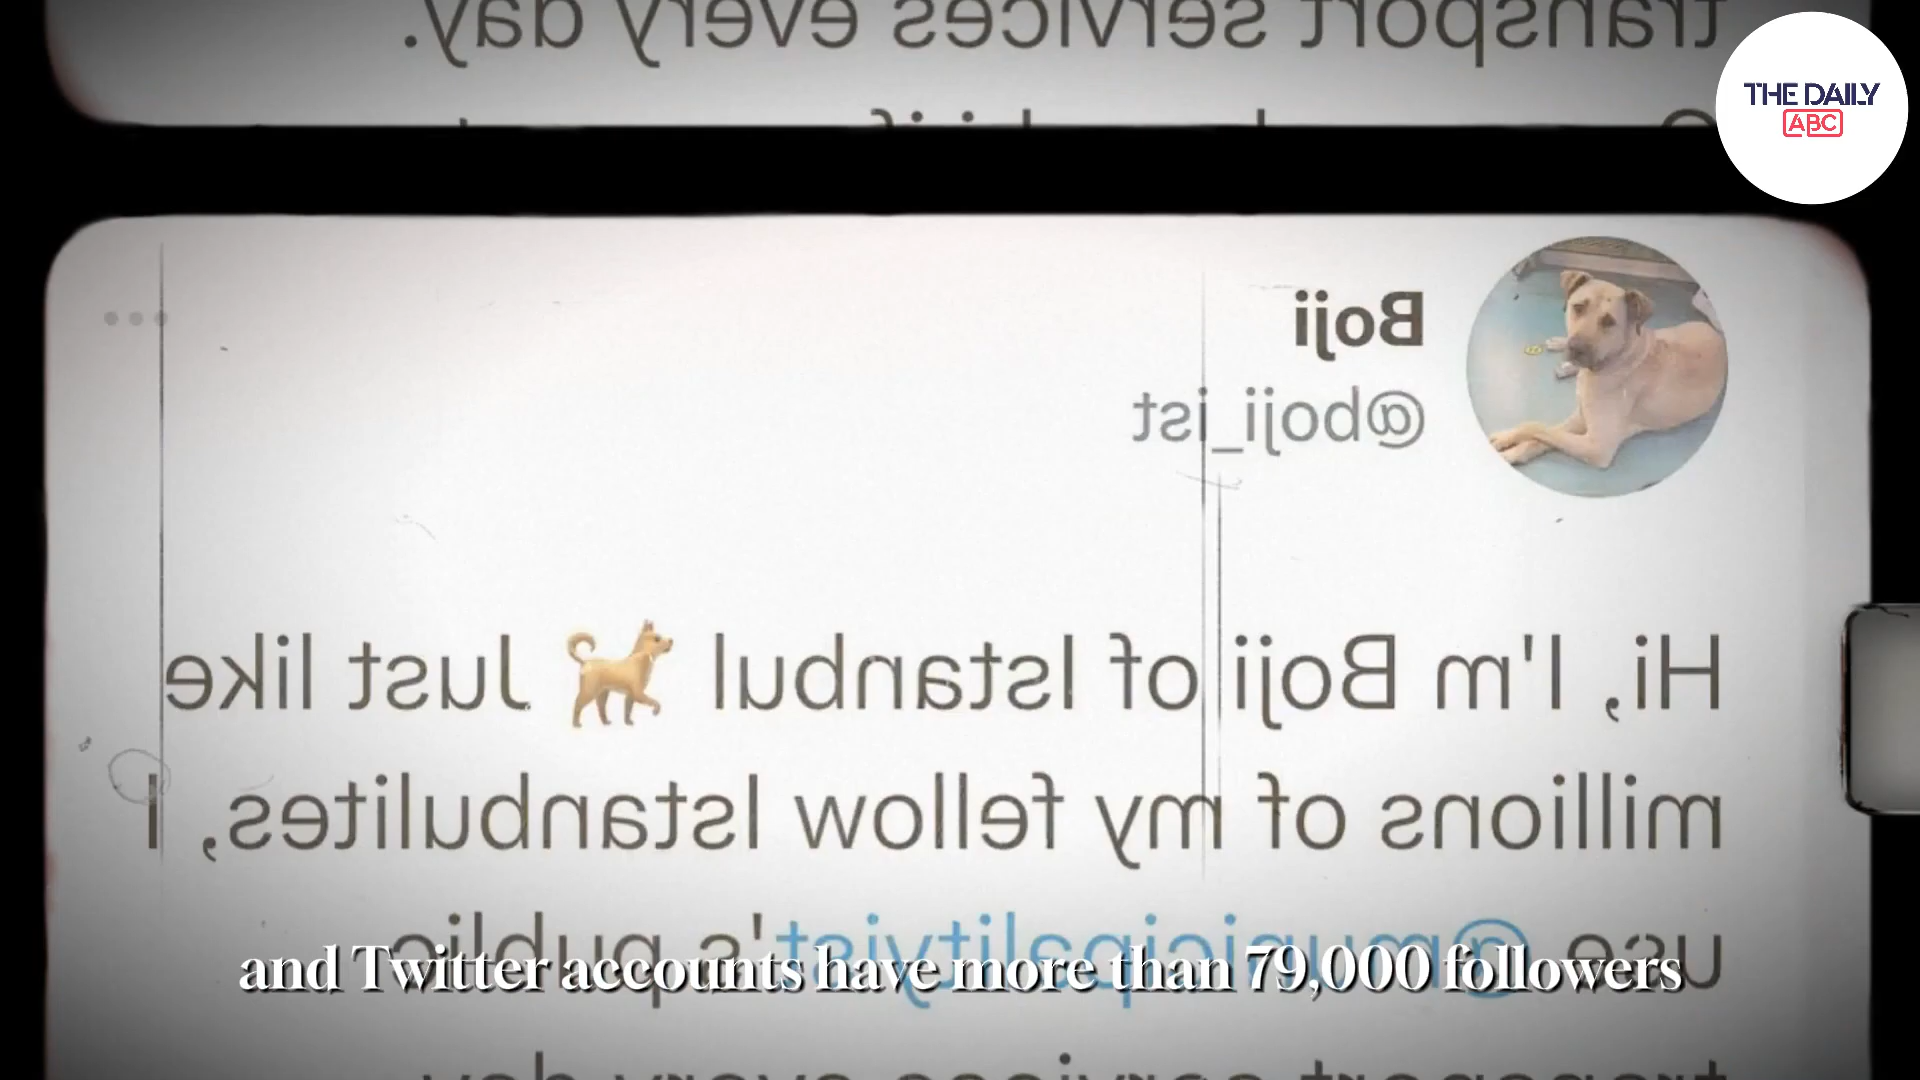 transport services every day.
THE DAILY
ABC
Boji
@boji_ist
Hi, I'm Boji of Istanbul 🐕 Just like
millions of my fellow Istanbulites, I
use @municipalityist's public
and Twitter accounts have more than 79,000 followers
transport services every day.